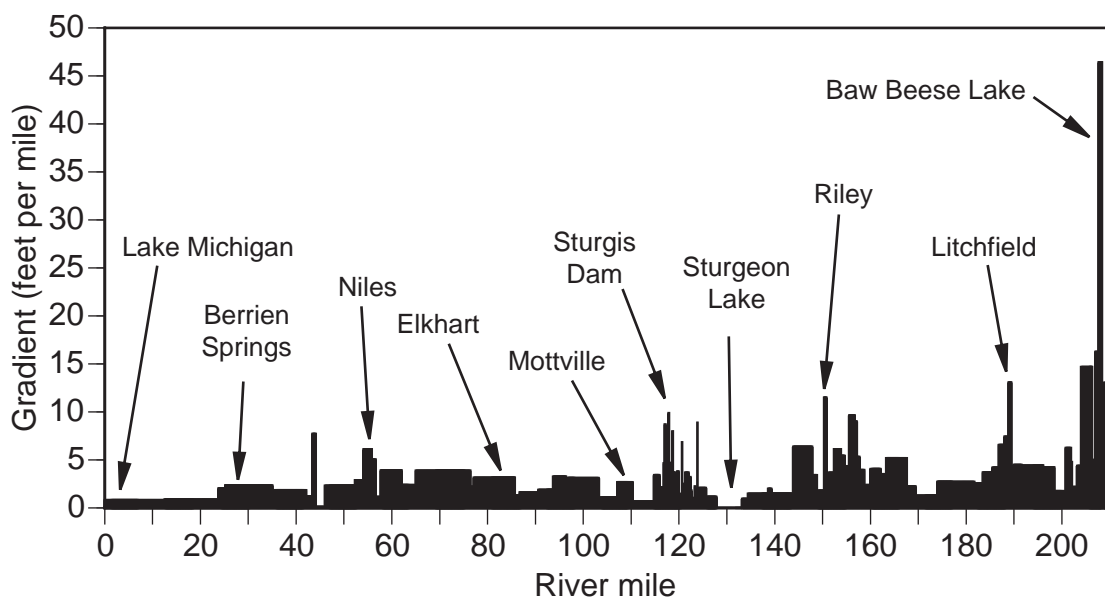 50
45
40
35
30
25
20
15
10
5
0
Gradient (feet per mile)
Baw Beese Lake
Riley
Lake Michigan
Sturgis
Dam
Litchfield
Sturgeon
Lake
Niles
Berrien
Springs
Elkhart
Mottville
0 20 40 60 80 100 120 140 160 180 200
River mile